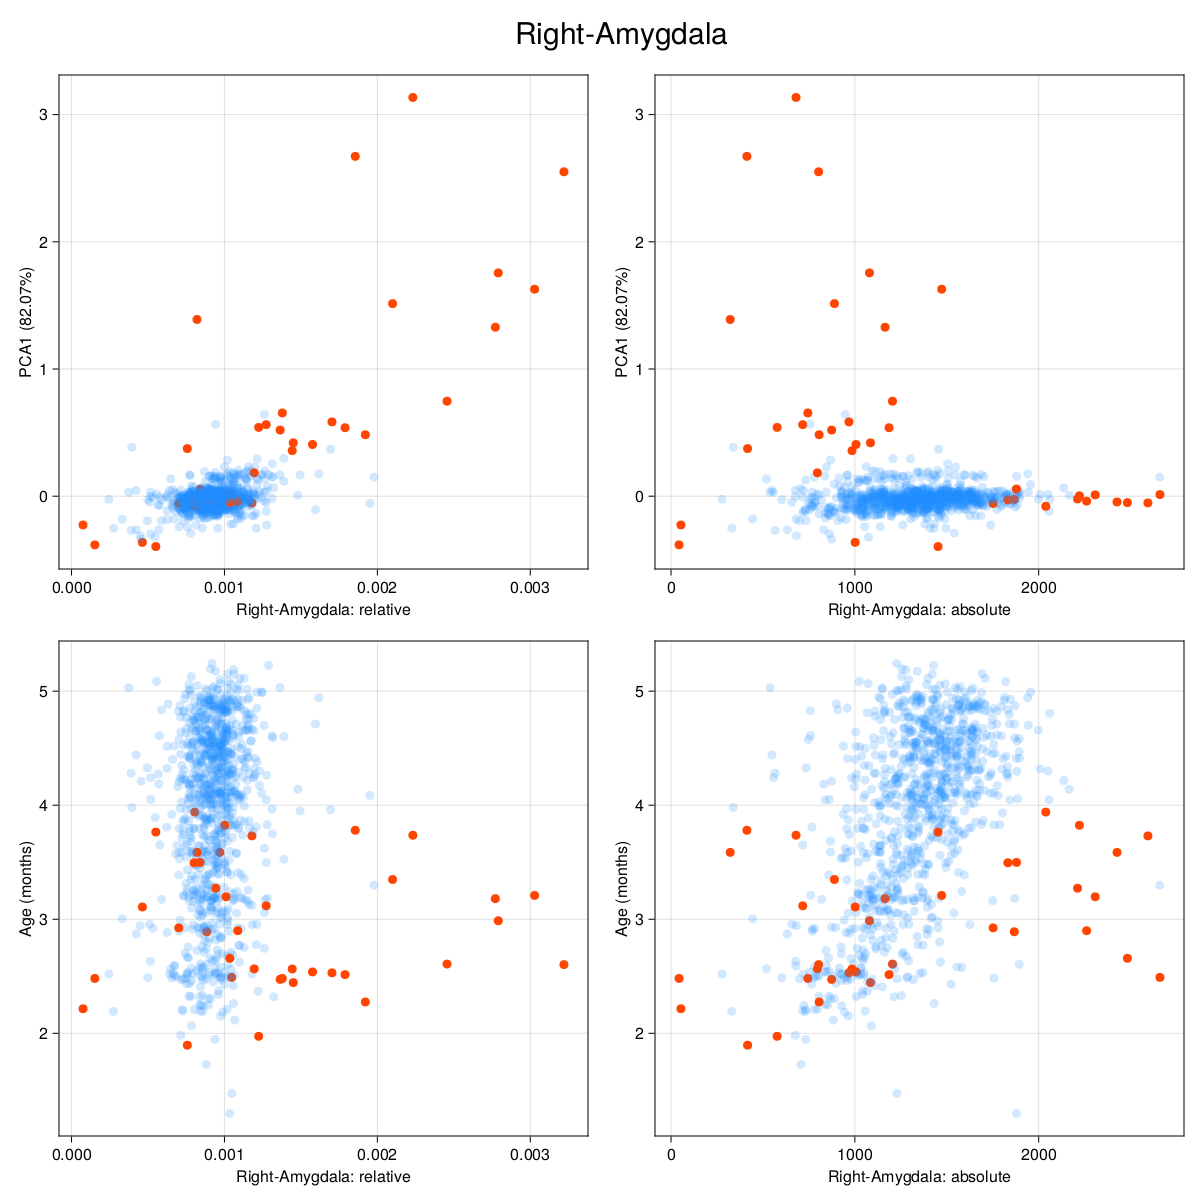 Right-Amygdala
PCA1 (82.07%)
3
2
1
0
0.000 0.001 0.002 0.003
Right-Amygdala: relative
PCA1 (82.07%)
3
2
1
0
0 1000 2000
Right-Amygdala: absolute
Age (months)
5
4
3
2
0.000 0.001 0.002 0.003
Right-Amygdala: relative
Age (months)
5
4
3
2
0 1000 2000
Right-Amygdala: absolute